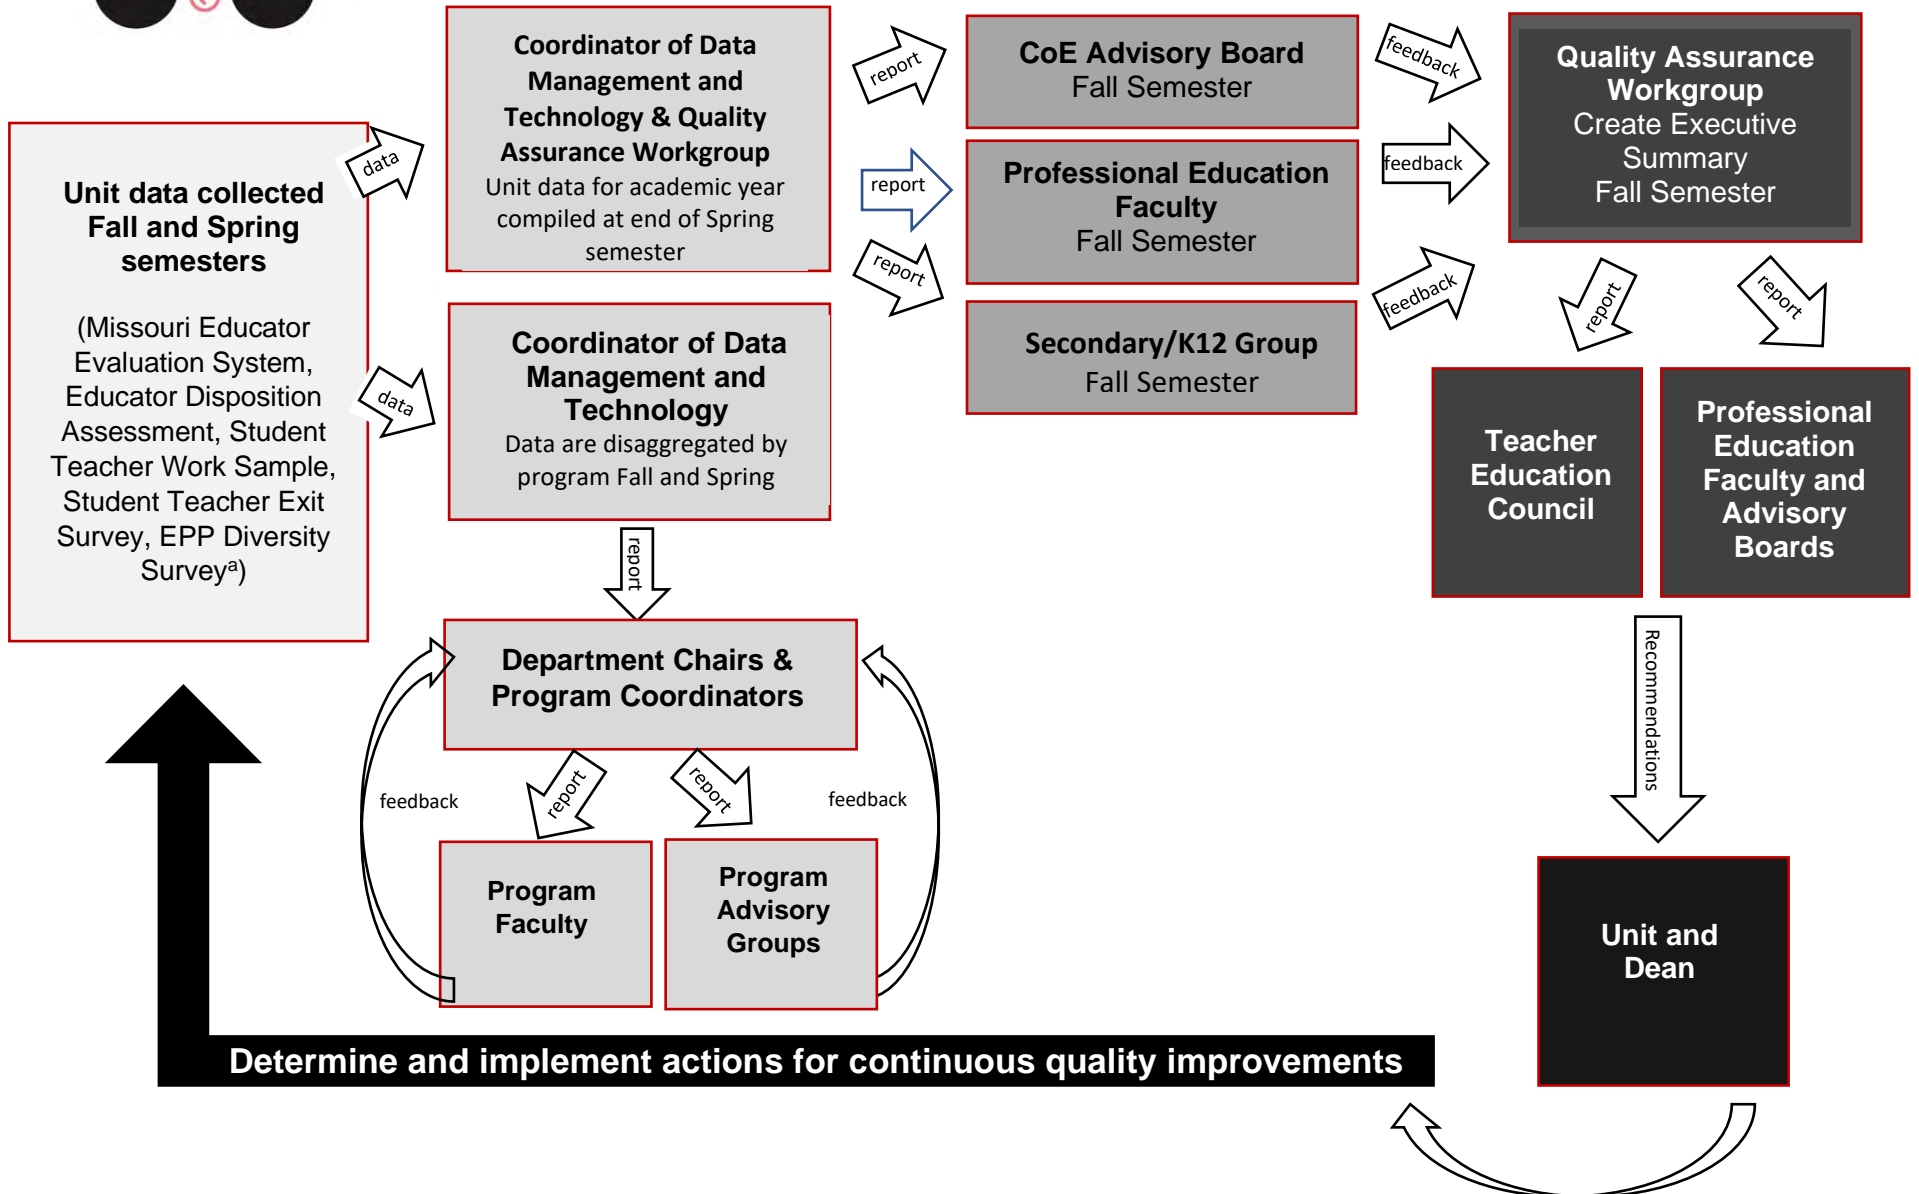 Unit data collected
Fall and Spring
semesters
(Missouri Educator
Evaluation System,
Educator Disposition
Assessment, Student
Teacher Work Sample,
Student Teacher Exit
Survey, EPP Diversity
Surveyᵃ)
data
data
Coordinator of Data
Management and
Technology & Quality
Assurance Workgroup
Unit data for academic year
compiled at end of Spring
semester
Coordinator of Data
Management and
Technology
Data are disaggregated by
program Fall and Spring
report
report
report
CoE Advisory Board
Fall Semester
Professional Education
Faculty
Fall Semester
Secondary/K12 Group
Fall Semester
feedback
feedback
feedback
Quality Assurance
Workgroup
Create Executive
Summary
Fall Semester
report
report
Teacher
Education
Council
Professional
Education
Faculty and
Advisory
Boards
Recommendations
Unit and
Dean
report
Department Chairs &
Program Coordinators
feedback
report
report
feedback
Program
Faculty
Program
Advisory
Groups
Determine and implement actions for continuous quality improvements